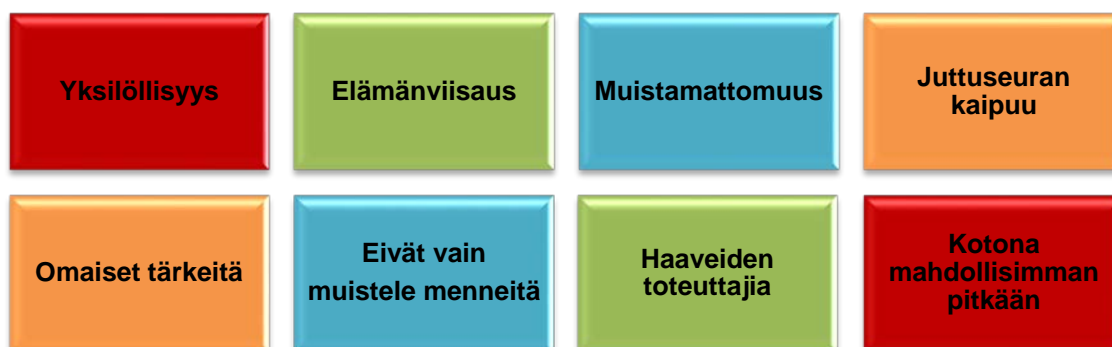 Yksilöllisyys
Elämänviisaus
Muistamattomuus
Juttuseuran
kaipuu
Omaiset tärkeitä
Eivät vain
muistele menneitä
Haaveiden
toteuttajia
Kotona
mahdollisimman
pitkään